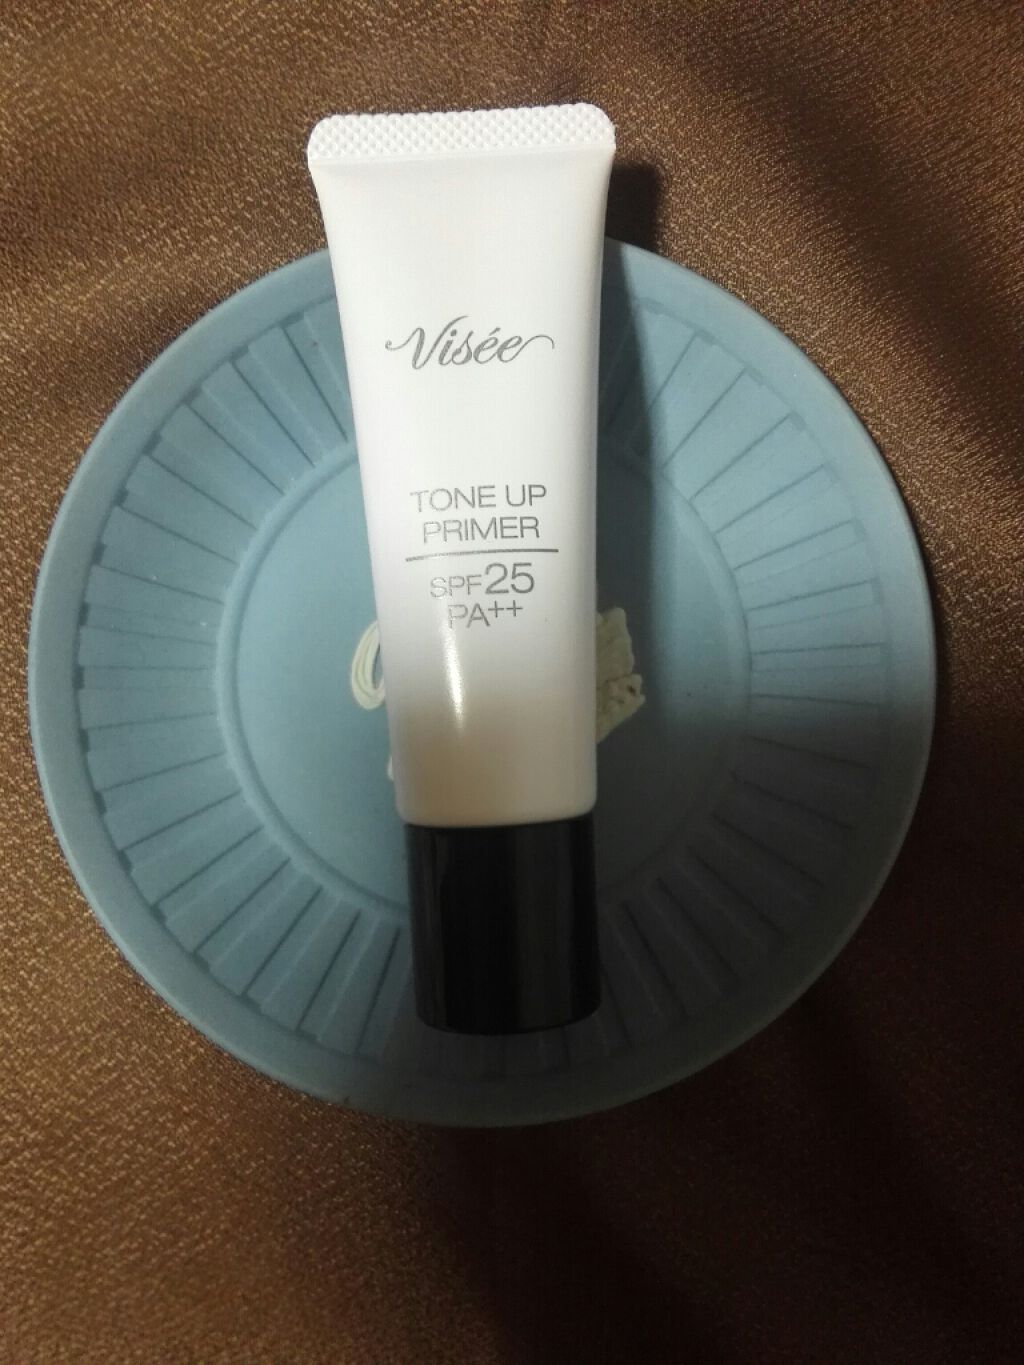 Visée
TONE UP
PRIMER
SPF25
PA++